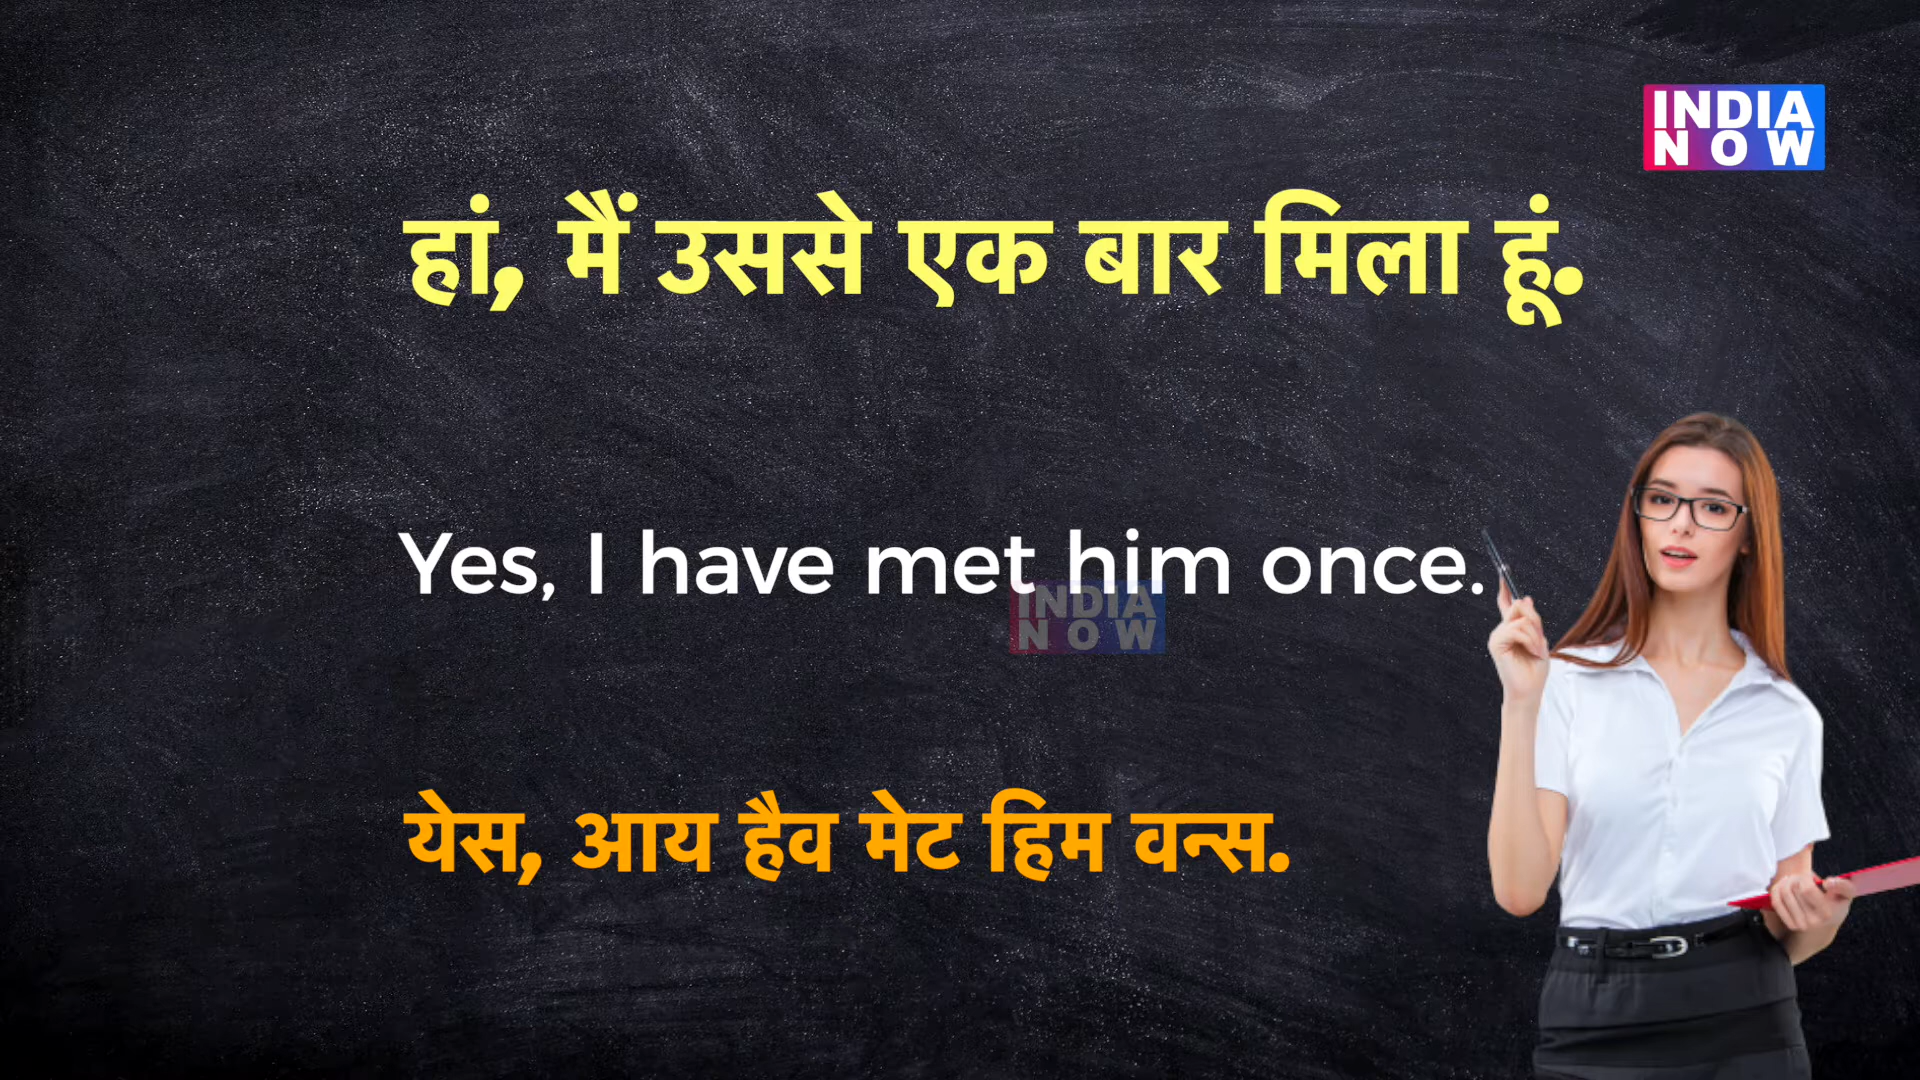 INDIA
NOW
हां, मैं उससे एक बार मिला हूं.
Yes, I have met him once.
INDIA
NOW
येस, आय हैव मेट हिम वन्स.